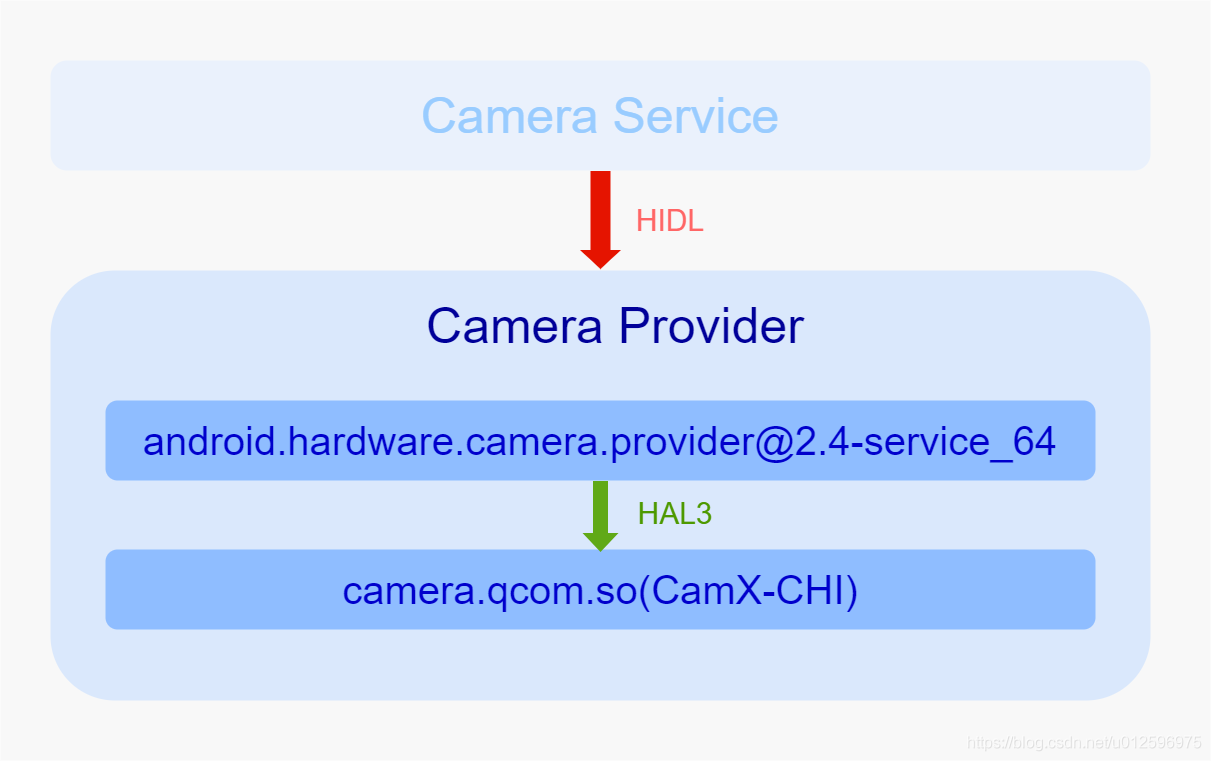 Camera Service
HIDL
Camera Provider
android.hardware.camera.provider@2.4-service_64
HAL3
camera.qcom.so(CamX-CHI)
https://blog.csdn.net/u012596975